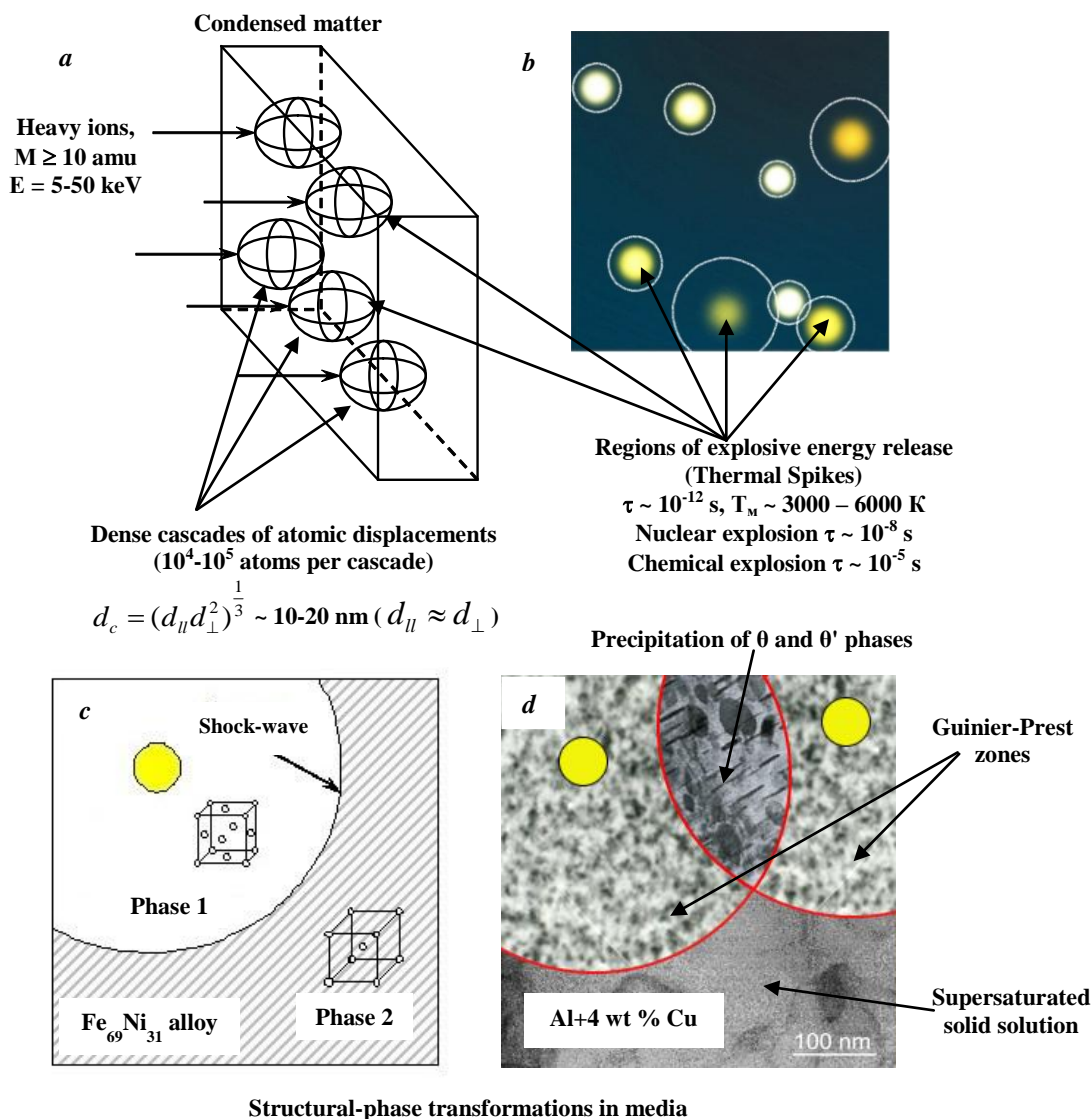 Condensed matter
a
Heavy ions,
M ≥ 10 amu
E = 5-50 keV
b
Regions of explosive energy release
(Thermal Spikes)
τ ~ 10⁻¹² s, Tₘ ~ 3000 – 6000 K
Nuclear explosion τ ~ 10⁻⁸ s
Chemical explosion τ ~ 10⁻⁵ s
Dense cascades of atomic displacements
(10⁴-10⁵ atoms per cascade)
d_c = (d_ll d_⊥²)^(1/3) ~ 10-20 nm ( d_ll ≈ d_⊥ )
Precipitation of θ and θ' phases
c
Shock-wave
Phase 1
Phase 2
Fe₆₉Ni₃₁ alloy
d
Guinier-Prest
zones
Al+4 wt % Cu
Supersaturated
solid solution
100 nm
Structural-phase transformations in media